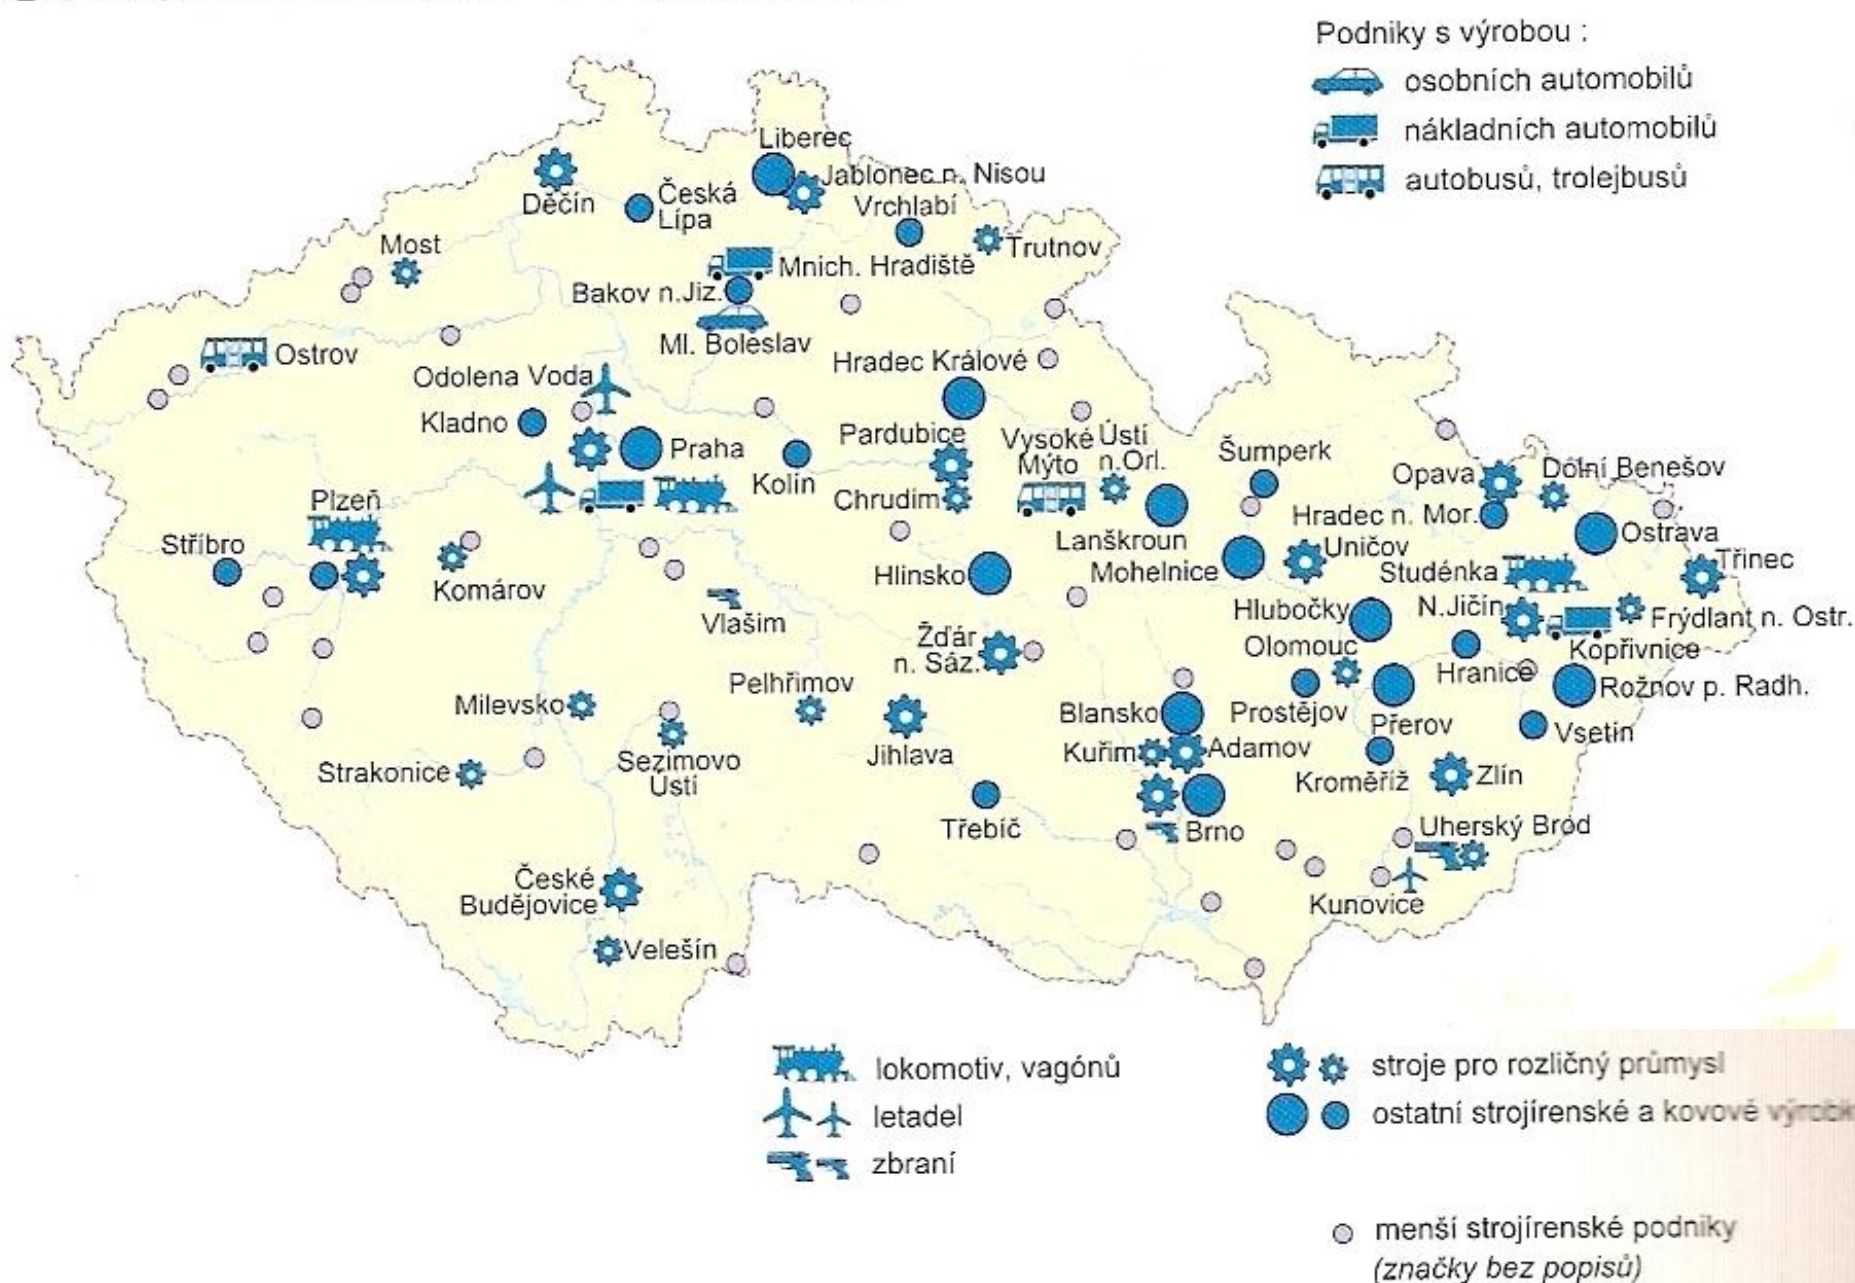 Podniky s výrobou :
osobních automobilů
nákladních automobilů
autobusů, trolejbusů
Liberec
Jablonec n. Nisou
Děčín
Česká
Lípa
Vrchlabí
Trutnov
Most
Mnich. Hradiště
Bakov n.Jiz.
Ml. Boleslav
Ostrov
Odolena Voda
Hradec Králové
Kladno
Praha
Kolín
Pardubice
Chrudim
Vysoké
Mýto
Ústí
n.Orl.
Šumperk
Opava
Dolní Benešov
Plzeň
Stříbro
Komárov
Lanškroun
Hradec n. Mor.
Ostrava
Hlinsko
Mohelnice
Uničov
Studénka
Třinec
Vlašim
Hlubočky
N.Jičín
Frýdlant n. Ostr.
Žďár
n. Sáz.
Olomouc
Kopřivnice
Hranice
Milevsko
Pelhřimov
Rožnov p. Radh.
Blansko
Prostějov
Přerov
Vsetín
Strakonice
Sezimovo
Ústí
Jihlava
Kuřim
Adamov
Kroměříž
Zlín
Třebíč
Brno
Uherský Brod
České
Budějovice
Kunovice
Velešín
lokomotiv, vagónů
letadel
zbraní
stroje pro rozličný průmysl
ostatní strojírenské a kovové
menší strojírenské podniky
(značky bez popisů)